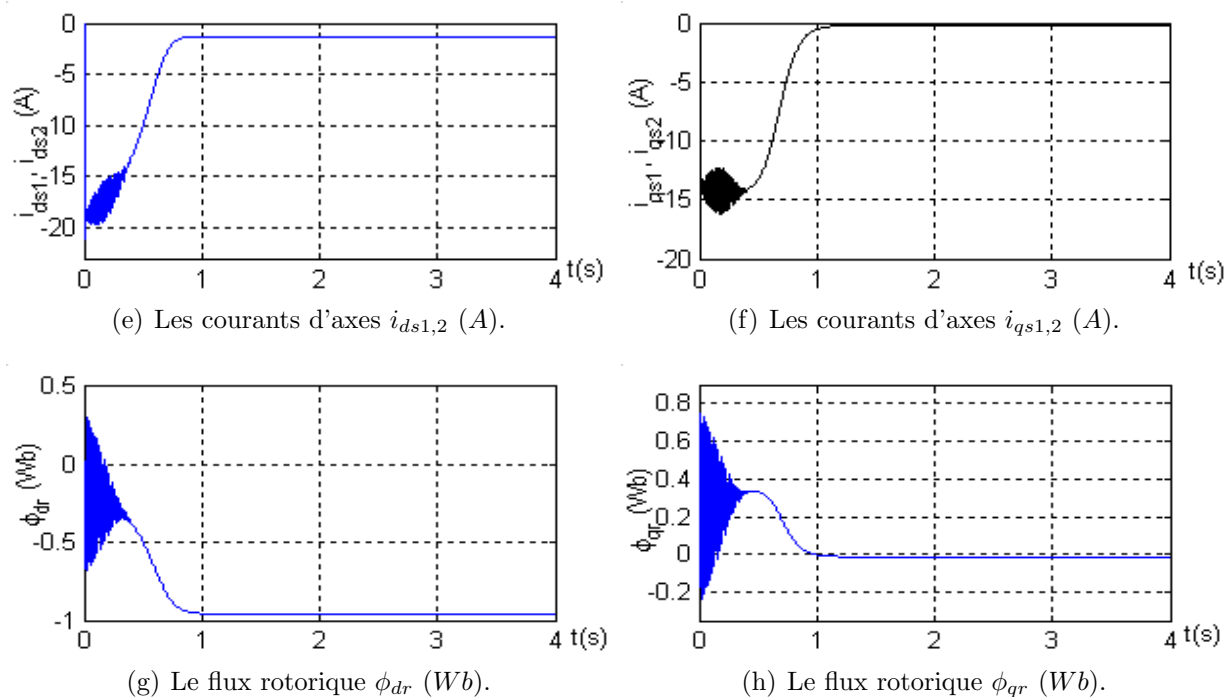 0
-5
-10
-15
-20
i_ds1, i_ds2 (A)
0 1 2 3 4 t(s)
(e) Les courants d'axes i_ds1,2 (A).
0
-5
-10
-15
-20
i_qs1, i_qs2 (A)
0 1 2 3 4 t(s)
(f) Les courants d'axes i_qs1,2 (A).
0.5
0
-0.5
-1
ϕ_dr (Wb)
0 1 2 3 4 t(s)
(g) Le flux rotorique ϕ_dr (Wb).
0.8
0.6
0.4
0.2
0
-0.2
ϕ_qr (Wb)
0 1 2 3 4 t(s)
(h) Le flux rotorique ϕ_qr (Wb).